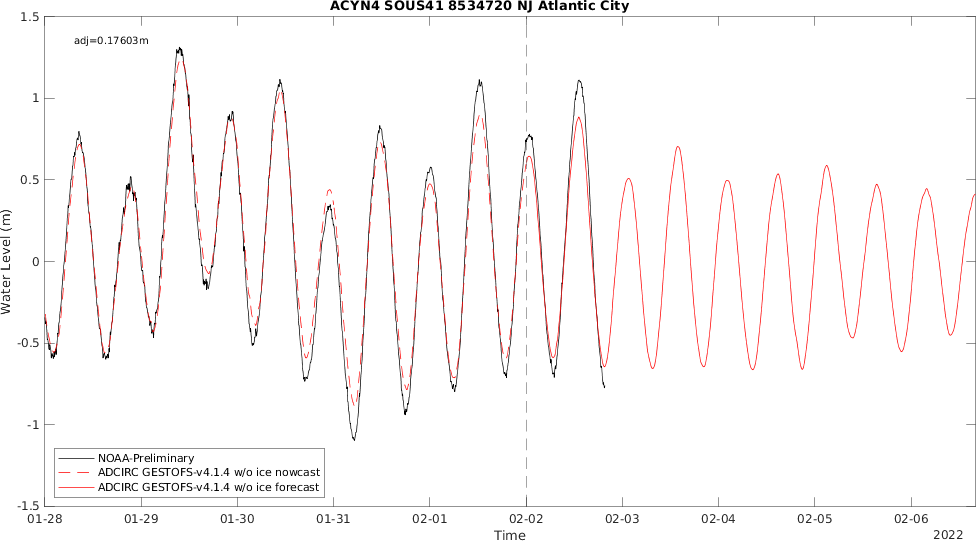 ACYN4 SOUS41 8534720 NJ Atlantic City
adj=0.17603m
1.5
1
0.5
0
-0.5
-1
-1.5
Water Level (m)
NOAA-Preliminary
ADCIRC GESTOFS-v4.1.4 w/o ice nowcast
ADCIRC GESTOFS-v4.1.4 w/o ice forecast
01-28 01-29 01-30 01-31 02-01 02-02 02-03 02-04 02-05 02-06
Time
2022